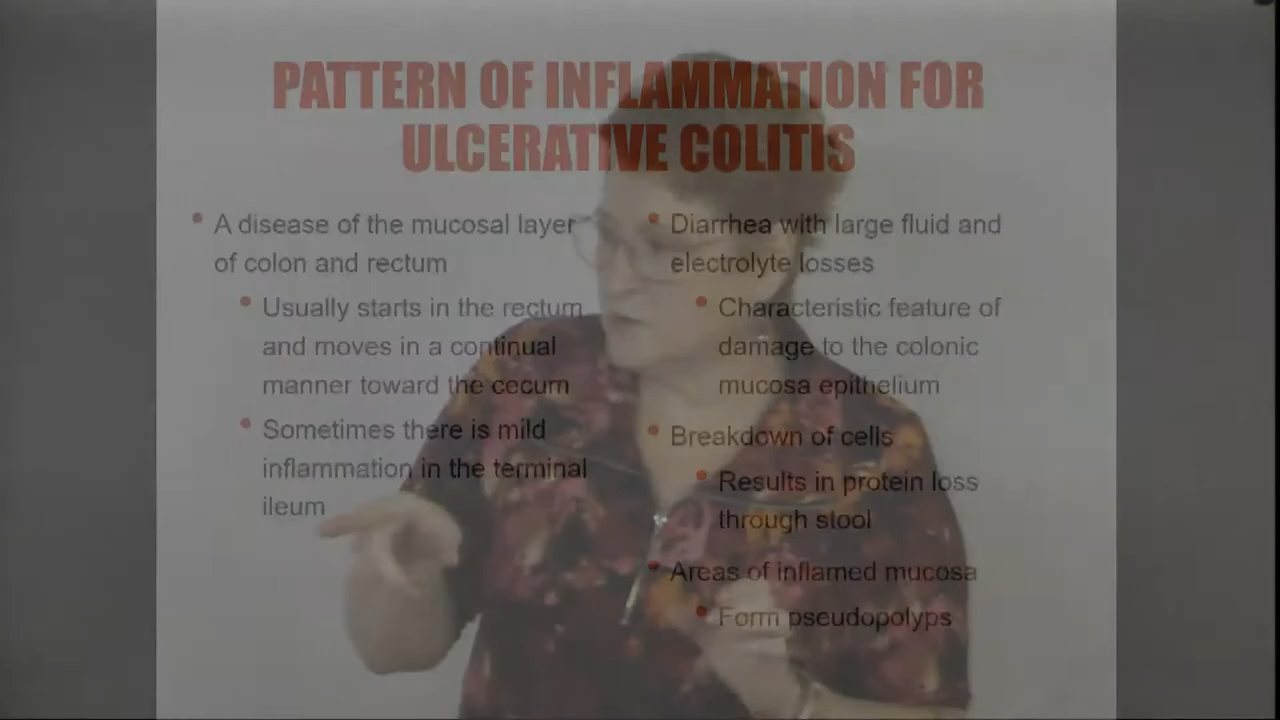 PATTERN OF INFLAMMATION FOR
ULCERATIVE COLITIS
• A disease of the mucosal layer
of colon and rectum
• Usually starts in the rectum
and moves in a continual
manner toward the cecum
• Sometimes there is mild
inflammation in the terminal
ileum
• Diarrhea with large fluid and
electrolyte losses
• Characteristic feature of
damage to the colonic
mucosa epithelium
• Breakdown of cells
• Results in protein loss
through stool
• Areas of inflamed mucosa
• Form pseudopolyps